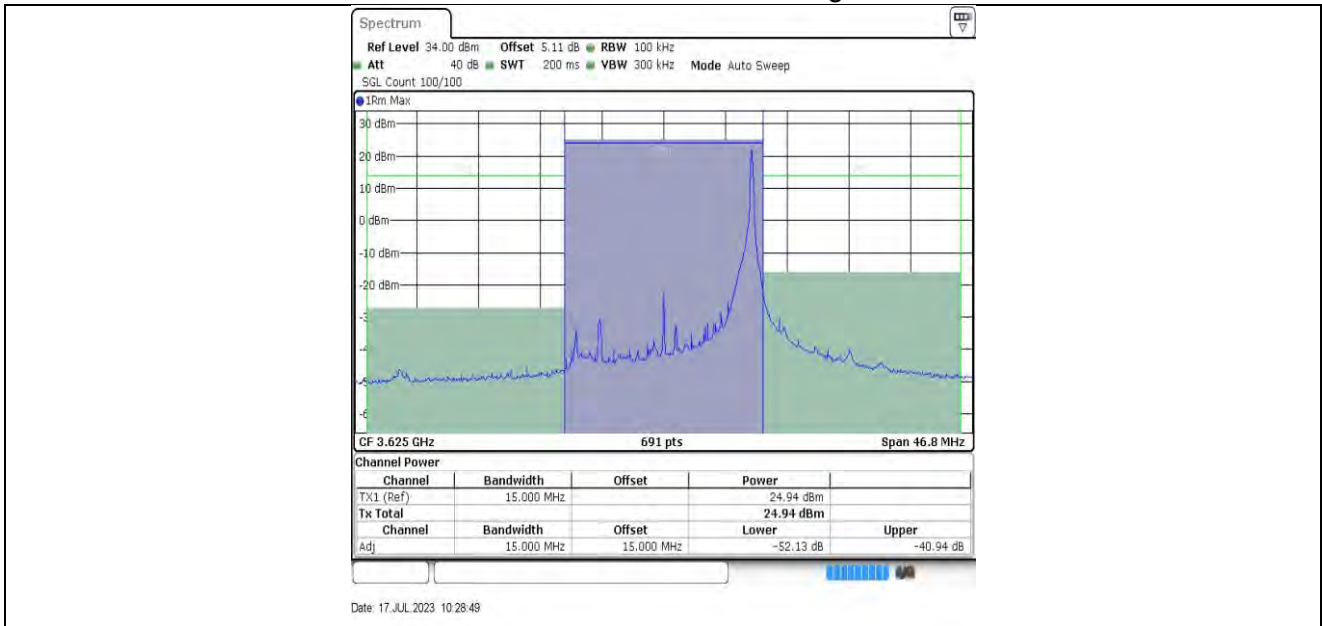 Spectrum
Ref Level 34.00 dBm Offset 5.11 dB RBW 100 kHz
Att 40 dB SWT 200 ms VBW 300 kHz Mode Auto Sweep
SGL Count 100/100
1Rm Max
30 dBm
20 dBm
10 dBm
0 dBm
-10 dBm
-20 dBm
CF 3.625 GHz 691 pts Span 46.8 MHz
Channel Power
Channel Bandwidth Offset Power
TX1 (Ref) 15.000 MHz 24.94 dBm
Tx Total 24.94 dBm
Channel Bandwidth Offset Lower Upper
Adj 15.000 MHz 15.000 MHz -52.13 dB -40.94 dB
Date: 17.JUL.2023 10:28:49